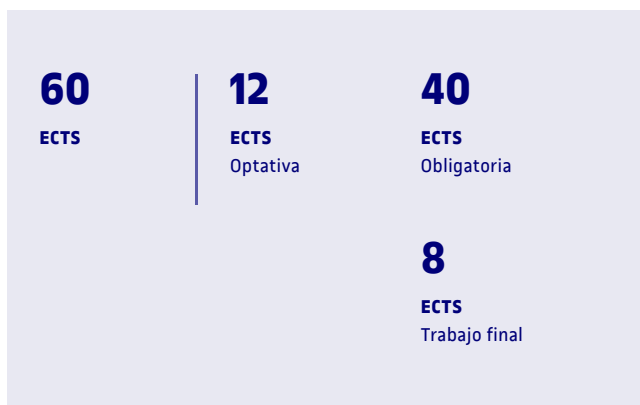 60
ECTS
12
ECTS
Optativa
40
ECTS
Obligatoria
8
ECTS
Trabajo final